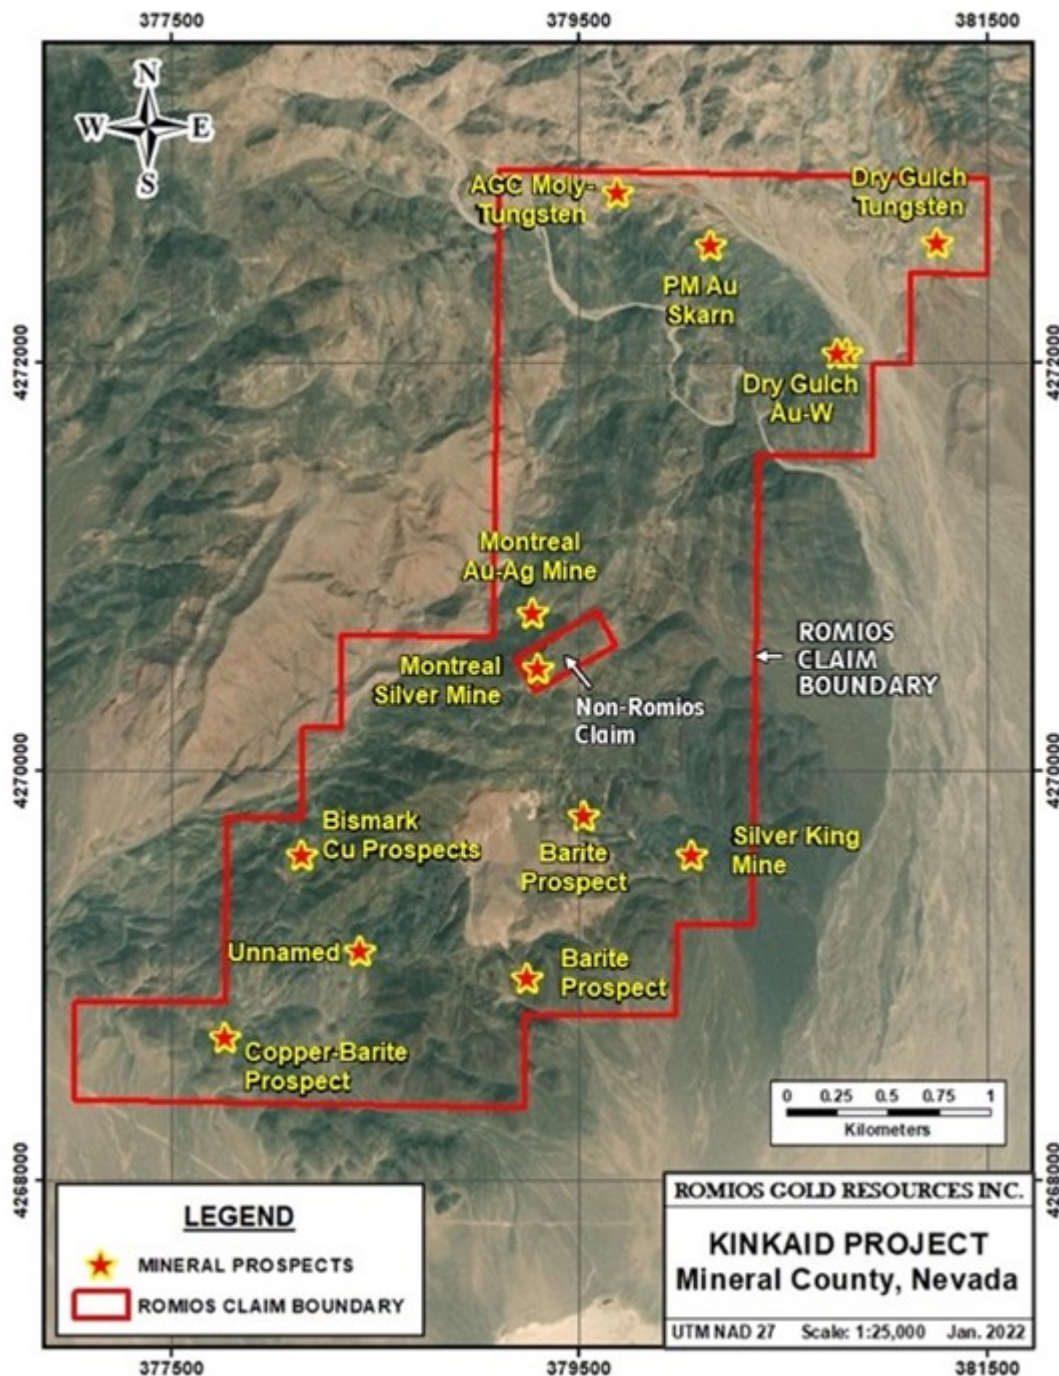 377500
379500
381500
N
W
E
S
AGC Moly-
Tungsten
Dry Gulch
Tungsten
PM Au
Skarn
4272000
4272000
Dry Gulch
Au-W
Montreal
Au-Ag Mine
ROMIOS
CLAIM
BOUNDARY
Montreal
Silver Mine
Non-Romios
Claim
4270000
4270000
Bismark
Cu Prospects
Barite
Prospect
Silver King
Mine
Unnamed
Barite
Prospect
Copper-Barite
Prospect
0 0.25 0.5 0.75 1
Kilometers
4268000
4268000
LEGEND
MINERAL PROSPECTS
ROMIOS CLAIM BOUNDARY
ROMIOS GOLD RESOURCES INC.
KINKAID PROJECT
Mineral County, Nevada
UTM NAD 27 Scale: 1:25,000 Jan. 2022
377500
379500
381500